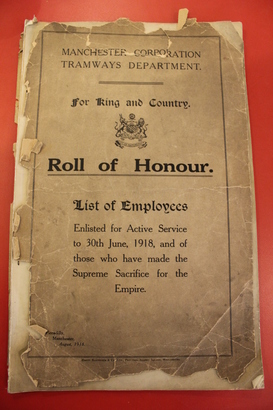 MANCHESTER CORPORATION
TRAMWAYS DEPARTMENT.
For King and Country.
Roll of Honour.
List of Employees
Enlisted for Active Service
to 30th June, 1918, and of
those who have made the
Supreme Sacrifice for the
Empire.
Manchester